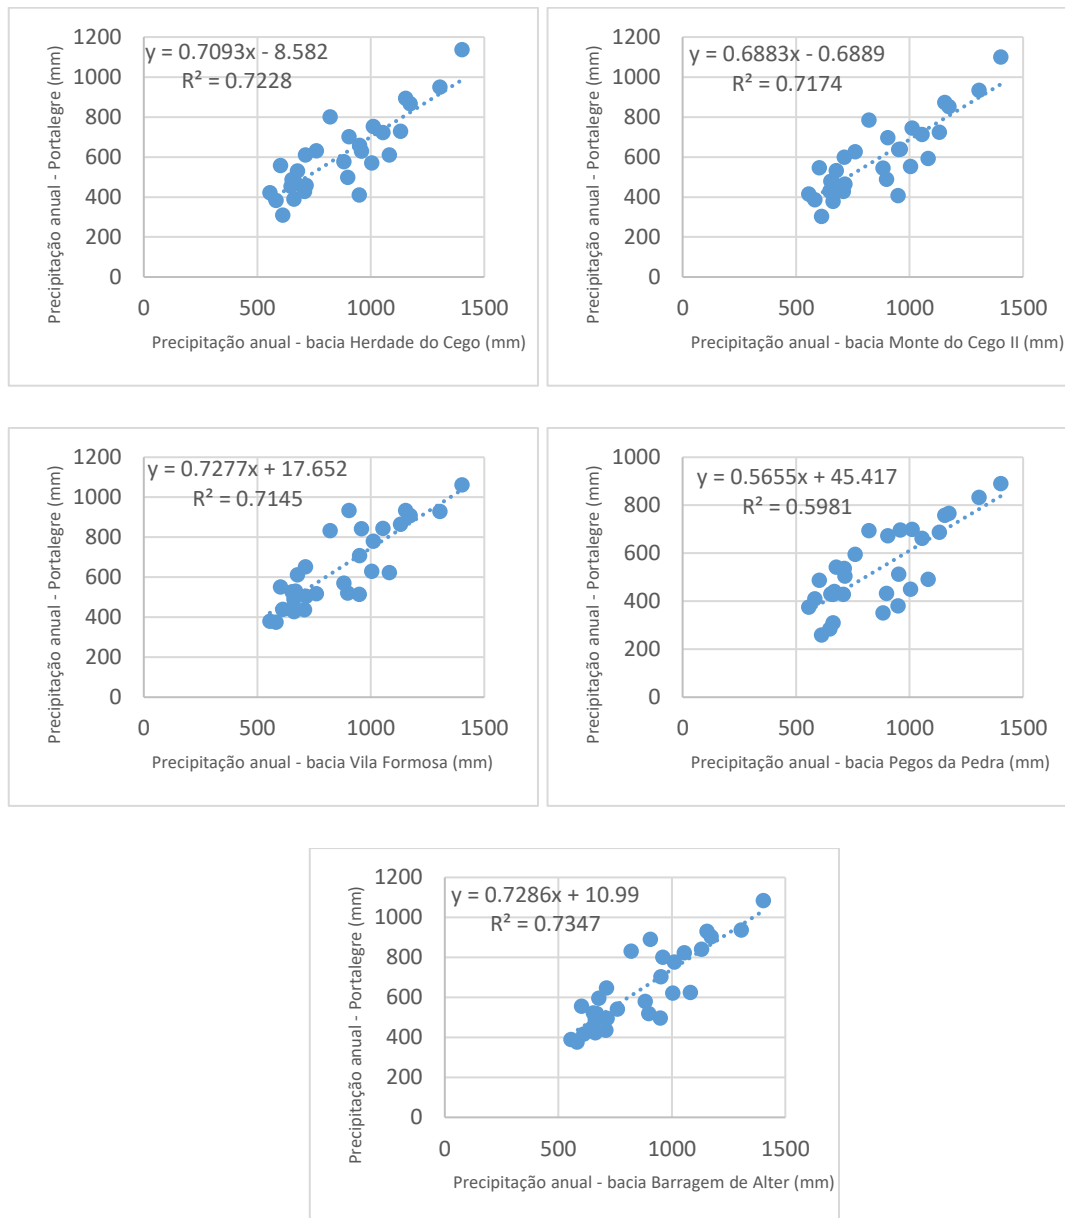 1200
1000
800
600
400
200
0
y = 0.7093x - 8.582
R² = 0.7228
0 500 1000 1500
Precipitação anual - Portalegre (mm)
Precipitação anual - bacia Herdade do Cego (mm)
1200
1000
800
600
400
200
0
y = 0.6883x - 0.6889
R² = 0.7174
0 500 1000 1500
Precipitação anual - Portalegre (mm)
Precipitação anual - bacia Monte do Cego II (mm)
1200
1000
800
600
400
200
0
y = 0.7277x + 17.652
R² = 0.7145
0 500 1000 1500
Precipitação anual - Portalegre (mm)
Precipitação anual - bacia Vila Formosa (mm)
1000
800
600
400
200
0
y = 0.5655x + 45.417
R² = 0.5981
0 500 1000 1500
Precipitação anual - Portalegre (mm)
Precipitação anual - bacia Pegos da Pedra (mm)
1200
1000
800
600
400
200
0
y = 0.7286x + 10.99
R² = 0.7347
0 500 1000 1500
Precipitação anual - Portalegre (mm)
Precipitação anual - bacia Barragem de Alter (mm)